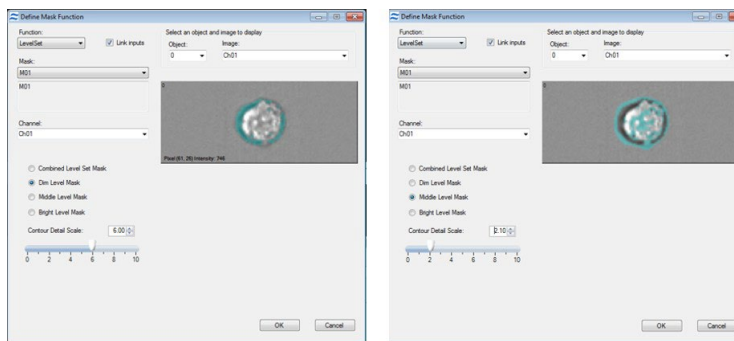 Define Mask Function
Function:
LevelSet
Link inputs
Mask:
M01
M01
Channel:
Ch01
Select an object and image to display
Object:
Image:
0
Ch01
0
Pixel (61, 26) Intensity: 746
Combined Level Set Mask
Dim Level Mask
Middle Level Mask
Bright Level Mask
Contour Detail Scale:
6.00
0 2 4 6 8 10
OK
Cancel
Define Mask Function
Function:
LevelSet
Link inputs
Mask:
M01
M01
Channel:
Ch01
Select an object and image to display
Object:
Image:
0
Ch01
0
Combined Level Set Mask
Dim Level Mask
Middle Level Mask
Bright Level Mask
Contour Detail Scale:
2.10
0 2 4 6 8 10
OK
Cancel